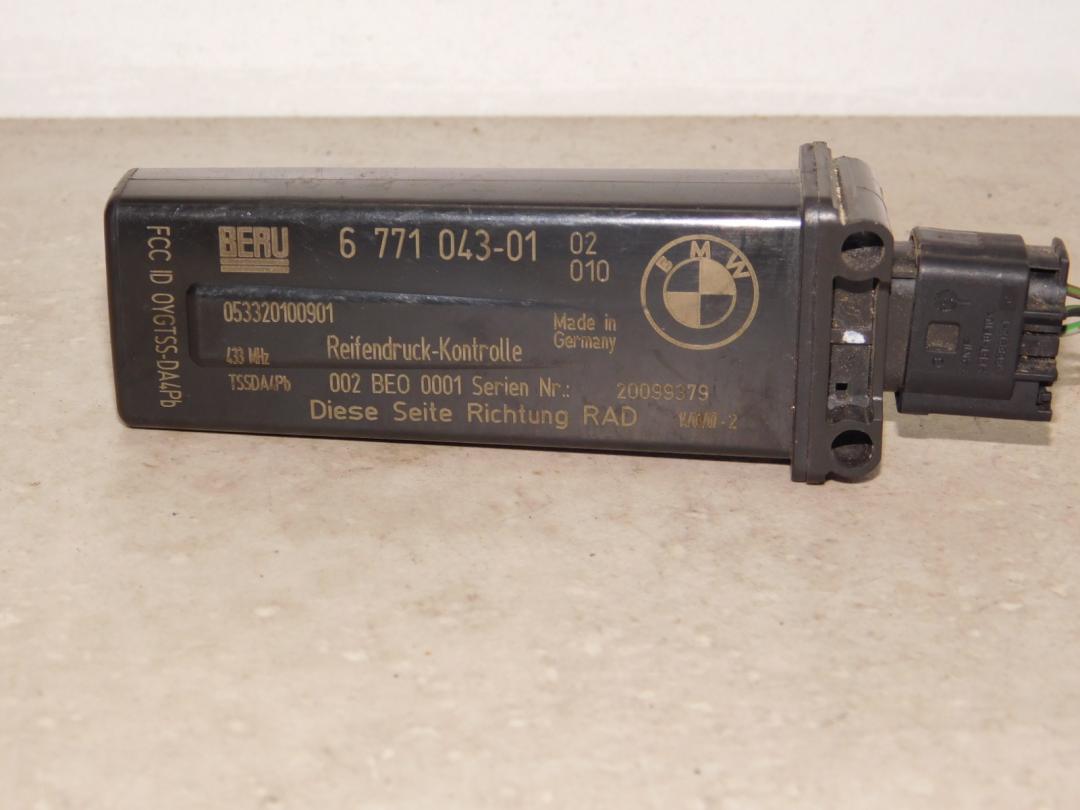 FCC ID OYGTSS-DA4Pb
BERU 6 771 043-01 02
010
BMW
053320100901
Made in
Germany
433 MHz Reifendruck-Kontrolle
TSSDA4Pb 002 BE0 0001 Serien Nr.: 20099379
Diese Seite Richtung RAD